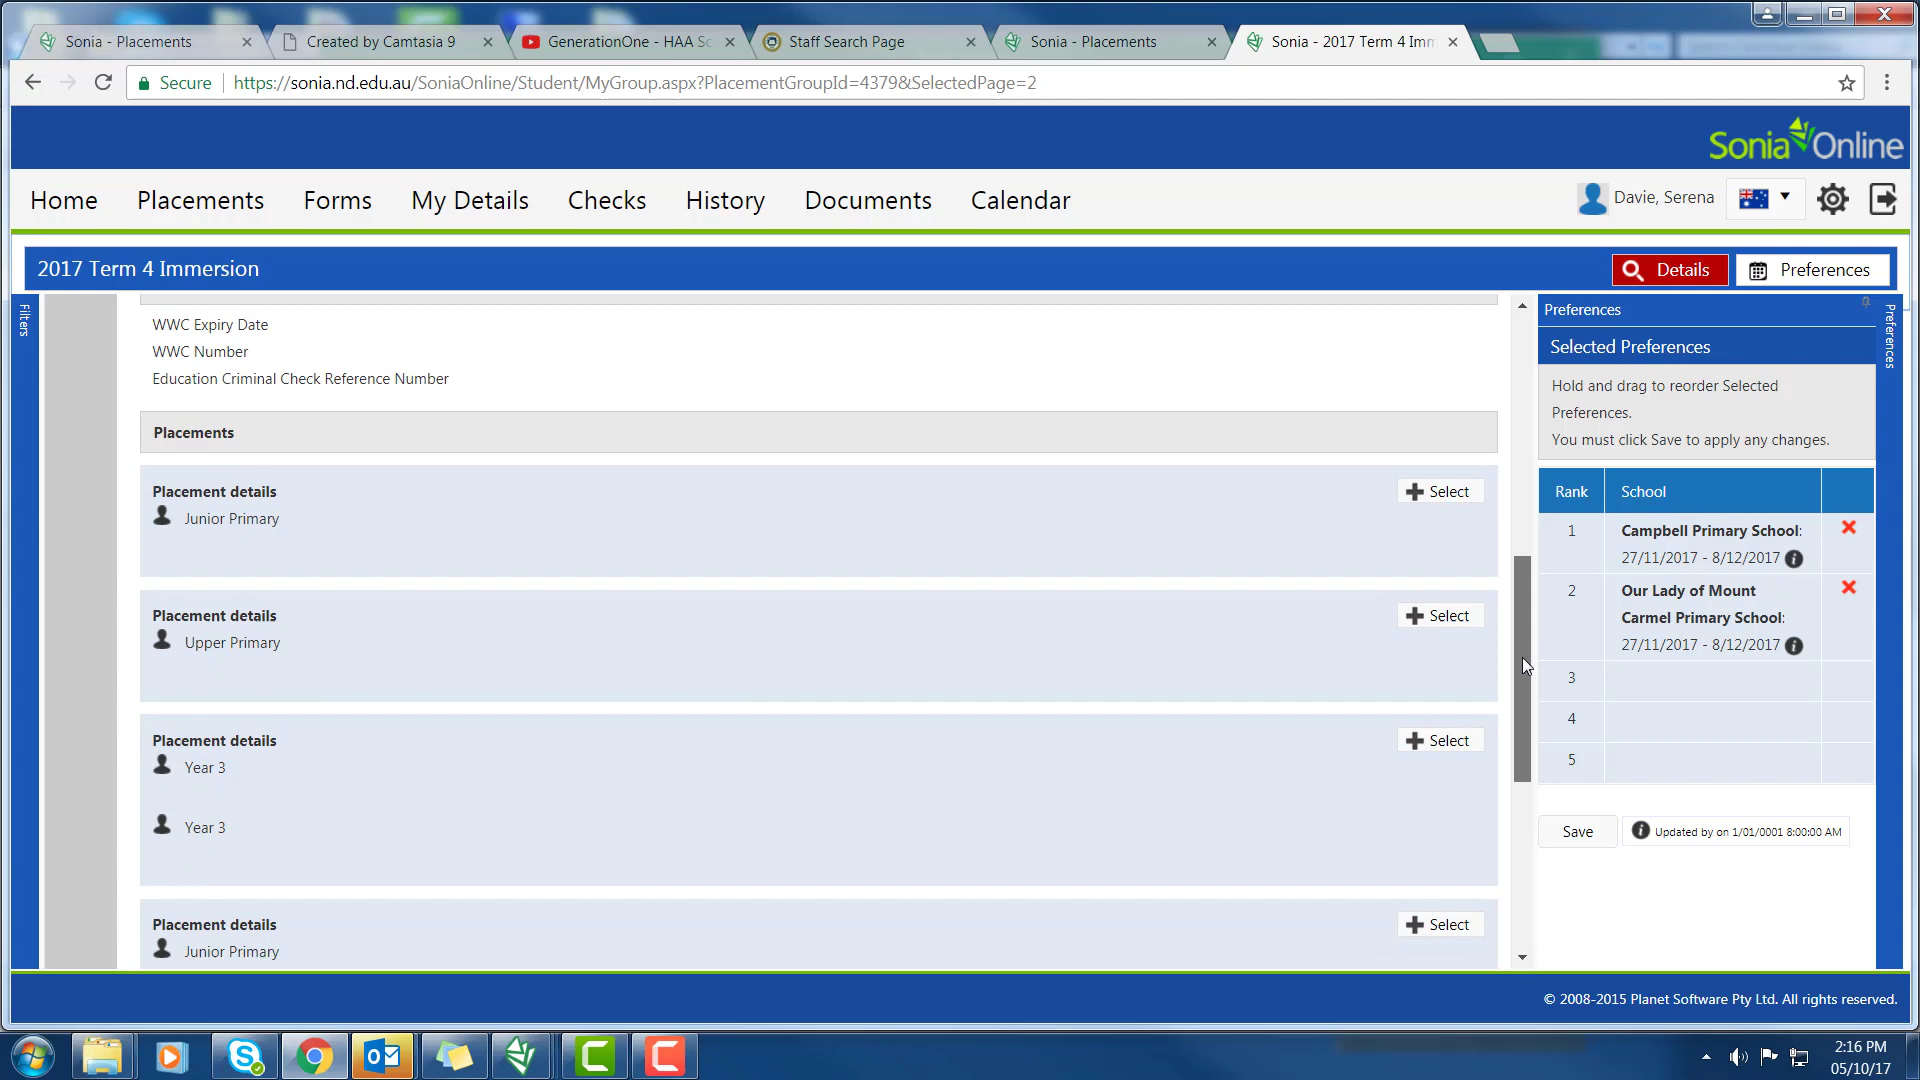 Sonia - Placements
Created by Camtasia 9
GenerationOne - HAA Sc
Staff Search Page
Sonia - Placements
Sonia - 2017 Term 4 Imm
Secure
https://sonia.nd.edu.au/SoniaOnline/Student/MyGroup.aspx?PlacementGroupId=4379&SelectedPage=2
Sonia Online
Home
Placements
Forms
My Details
Checks
History
Documents
Calendar
Davie, Serena
2017 Term 4 Immersion
Details
Preferences
Filters
WWC Expiry Date
WWC Number
Education Criminal Check Reference Number
Placements
Placement details
Select
Junior Primary
Placement details
Select
Upper Primary
Placement details
Select
Year 3
Year 3
Placement details
Select
Junior Primary
Preferences
Preferences
Selected Preferences
Hold and drag to reorder Selected
Preferences.
You must click Save to apply any changes.
Rank
School
1
Campbell Primary School:
27/11/2017 - 8/12/2017
2
Our Lady of Mount
Carmel Primary School:
27/11/2017 - 8/12/2017
3
4
5
Save
Updated by on 1/01/0001 8:00:00 AM
© 2008-2015 Planet Software Pty Ltd. All rights reserved.
2:16 PM
05/10/17